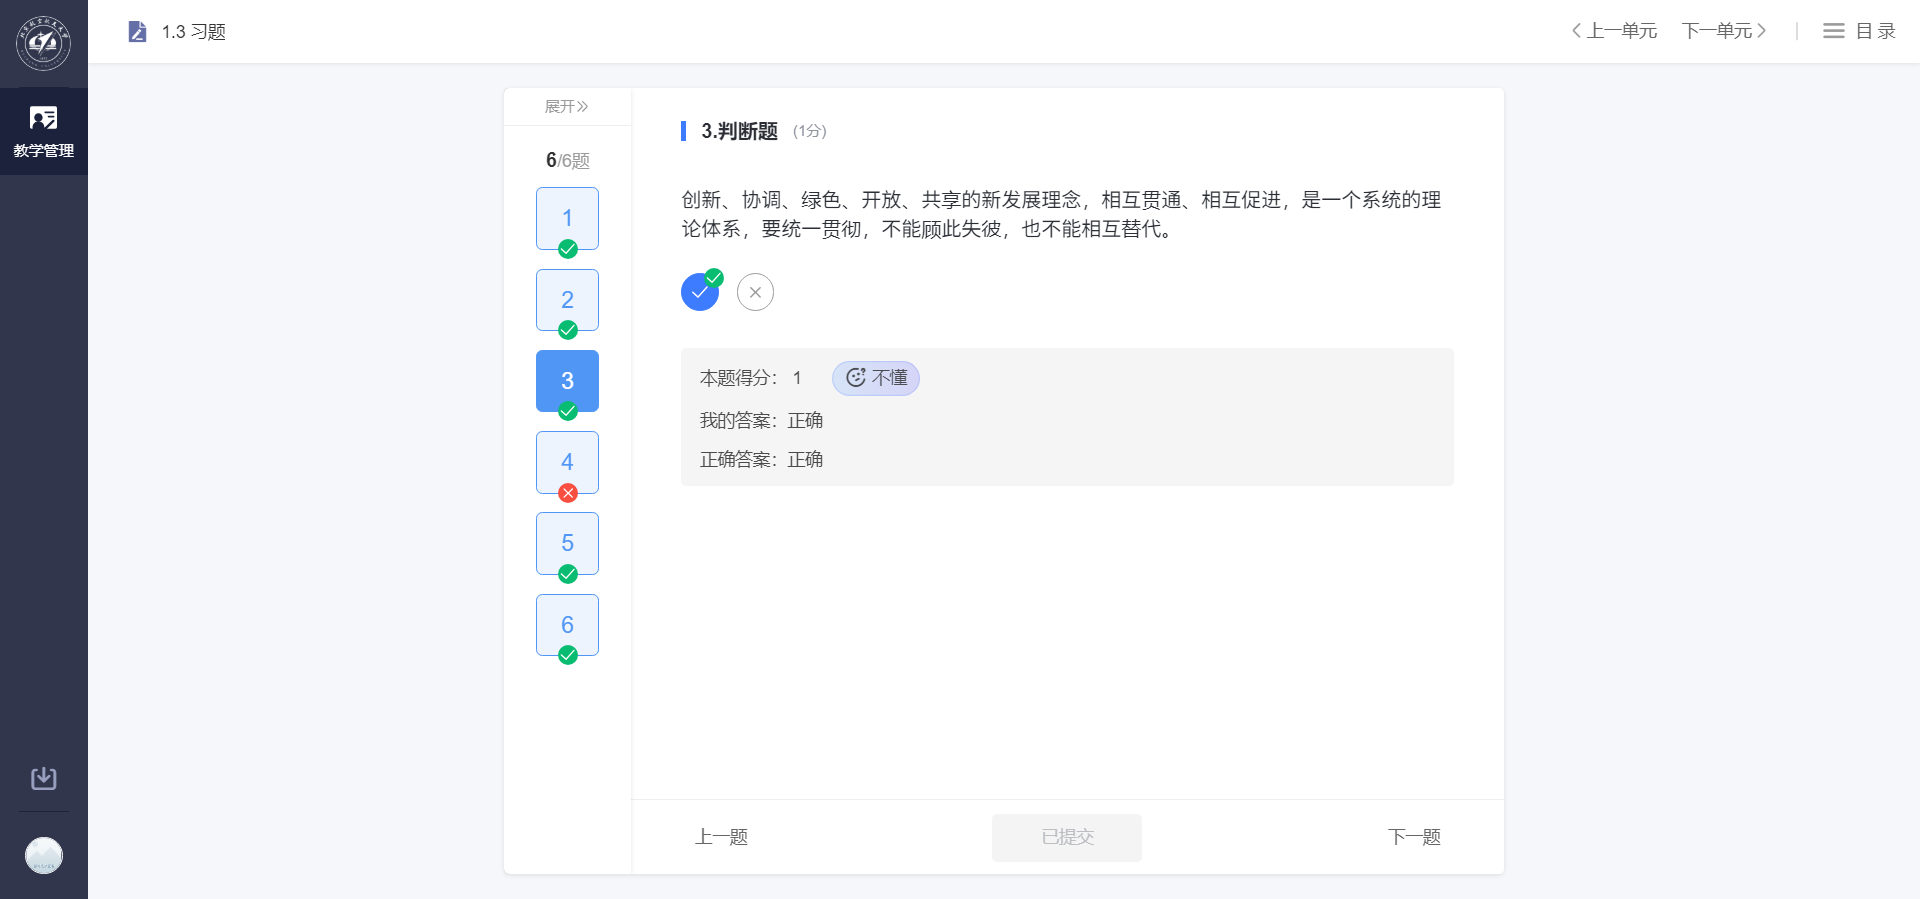 1.3 习题
上一单元
下一单元
目录
教学管理
展开
6/6题
1
2
3
4
5
6
3.判断题 (1分)
创新、协调、绿色、开放、共享的新发展理念，相互贯通、相互促进，是一个系统的理
论体系，要统一贯彻，不能顾此失彼，也不能相互替代。
本题得分： 1 不懂
我的答案：正确
正确答案：正确
上一题
已提交
下一题